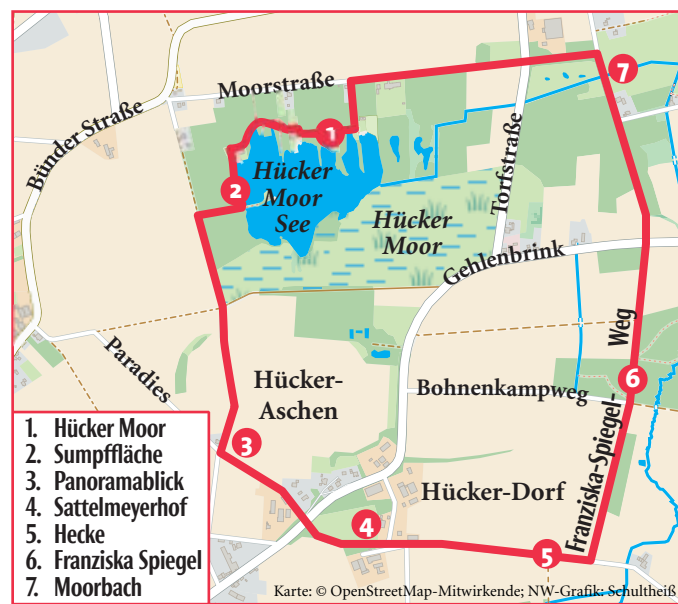 Moorstraße
Bünder Straße
Torfstraße
7
1
2
Hücker
Moor
See
Hücker
Moor
Gehlenbrink
Paradies
Weg
6
Hücker-
Aschen
Bohnenkampweg
Franziska-Spiegel-
3
Hücker-Dorf
4
5
1. Hücker Moor
2. Sumpffläche
3. Panoramablick
4. Sattelmeyerhof
5. Hecke
6. Franziska Spiegel
7. Moorbach
Karte: © OpenStreetMap-Mitwirkende; NW-Grafik: Schultheiß